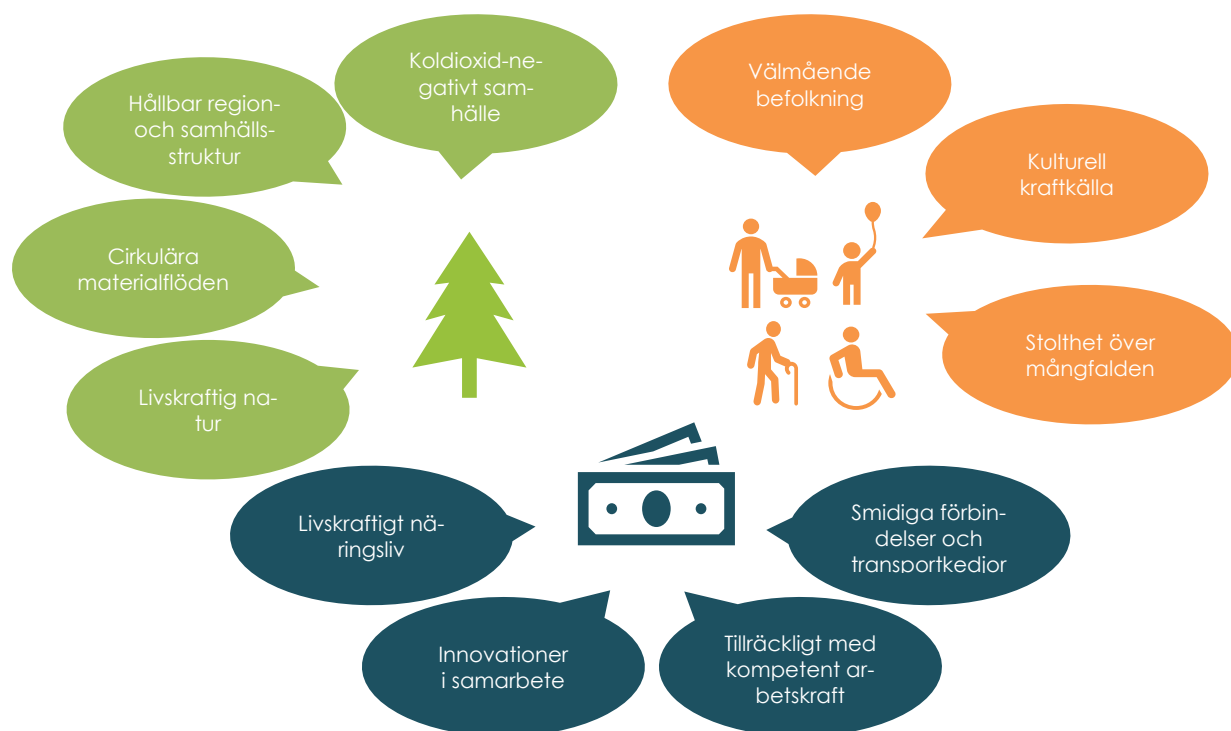 Koldioxid-ne-
gativt sam-
hälle
Välmående
befolkning
Hållbar region-
och samhälls-
struktur
Kulturell
kraftkälla
Cirkulära
materialflöden
Stolthet över
mångfalden
Livskraftig na-
tur
Livskraftigt nä-
ringsliv
Smidiga förbin-
delser och
transportkedjor
Innovationer
i samarbete
Tillräckligt med
kompetent ar-
betskraft